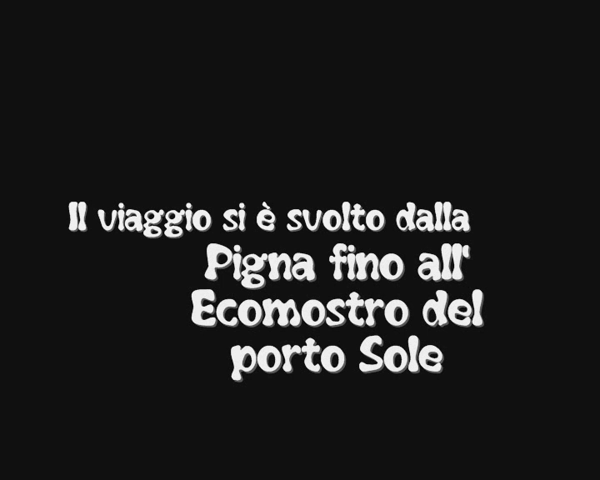 Il viaggio si è svolto dalla
Pigna fino all'
Ecomostro del
porto Sole